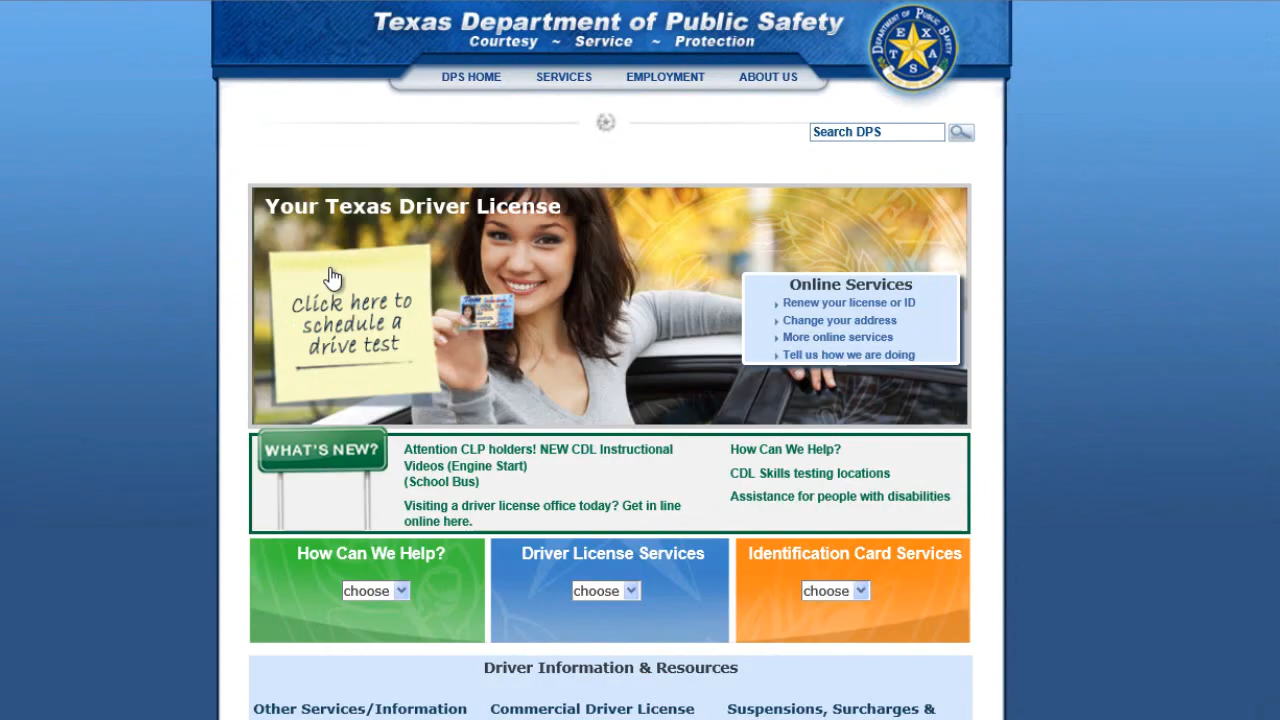 Texas Department of Public Safety
Courtesy ~ Service ~ Protection
DEPARTMENT OF PUBLIC SAFETY
TEXAS
DPS HOME SERVICES EMPLOYMENT ABOUT US
Search DPS
Your Texas Driver License
Click here to
schedule a
drive test
Online Services
Renew your license or ID
Change your address
More online services
Tell us how we are doing
WHAT'S NEW?
Attention CLP holders! NEW CDL Instructional
Videos (Engine Start)
(School Bus)
Visiting a driver license office today? Get in line
online here.
How Can We Help?
CDL Skills testing locations
Assistance for people with disabilities
How Can We Help?
choose
Driver License Services
choose
Identification Card Services
choose
Driver Information & Resources
Other Services/Information
Commercial Driver License
Suspensions, Surcharges &